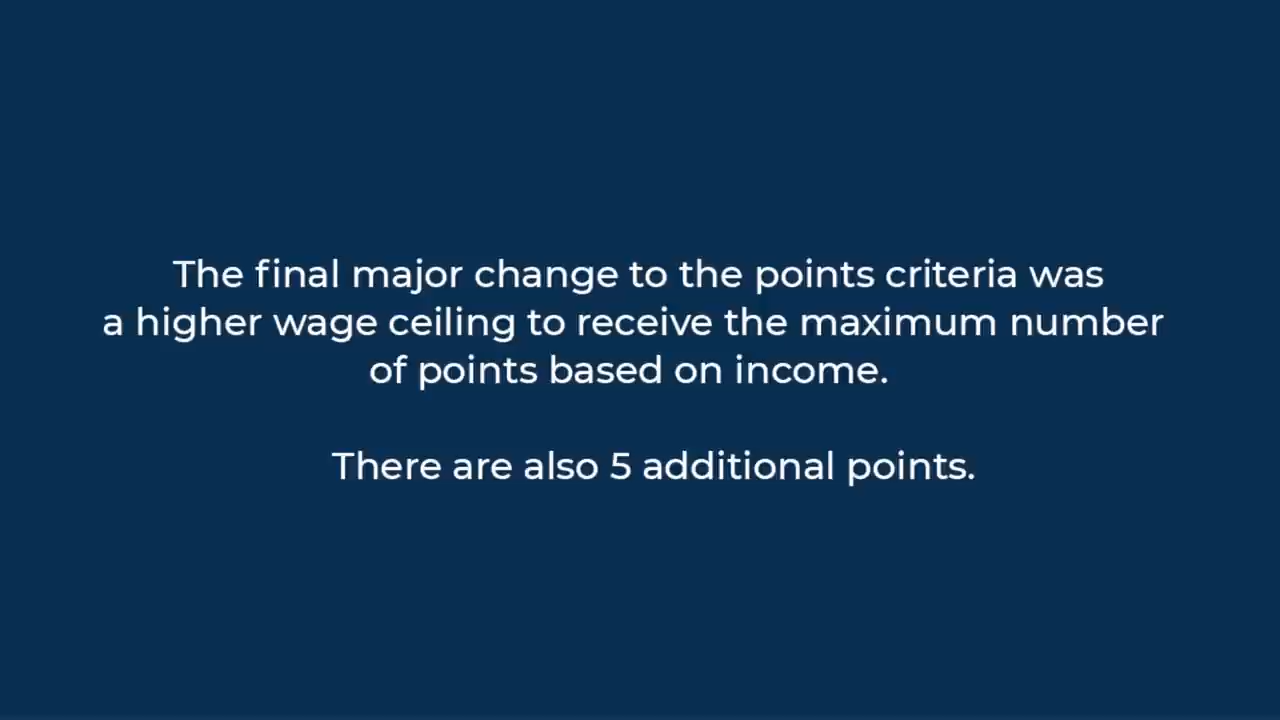 The final major change to the points criteria was
a higher wage ceiling to receive the maximum number
of points based on income.
There are also 5 additional points.